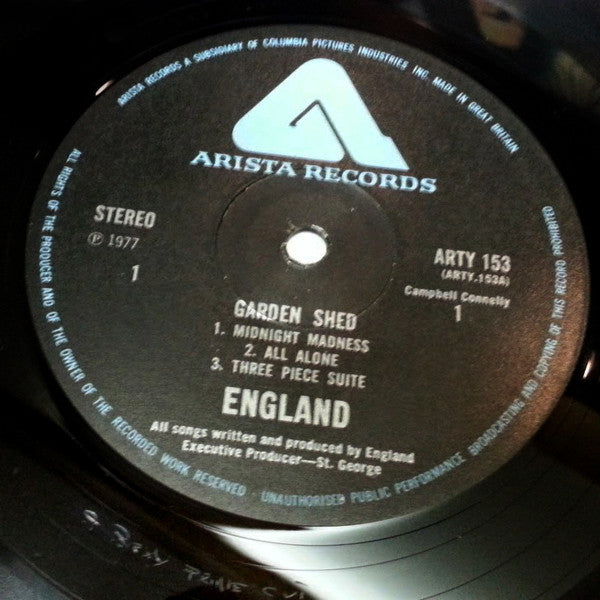 ARISTA RECORDS A SUBSIDIARY OF COLUMBIA PICTURES INDUSTRIES INC. MADE IN GREAT BRITAIN
ARISTA RECORDS
STEREO
℗ 1977
1
ARTY 153
(ARTY.153A)
Campbell Connelly
1
GARDEN SHED
1. MIDNIGHT MADNESS
2. ALL ALONE
3. THREE PIECE SUITE
ENGLAND
All songs written and produced by England
Executive Producer—St. George
ALL RIGHTS OF THE PRODUCER AND OF THE OWNER OF THE RECORDED WORK RESERVED · UNAUTHORISED PUBLIC PERFORMANCE BROADCASTING AND COPYING OF THIS RECORD PROHIBITED
PRIME